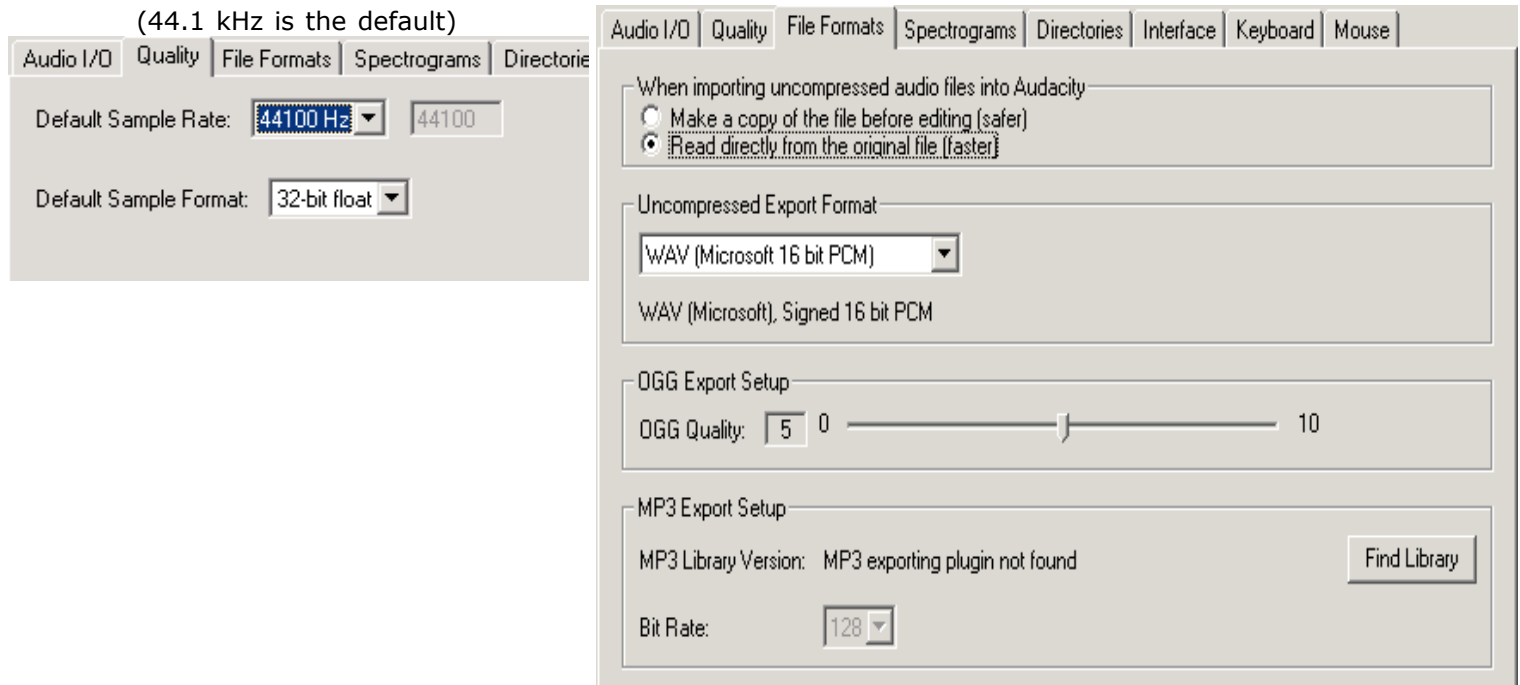 (44.1 kHz is the default)
Audio I/O Quality File Formats Spectrograms Directorie
Default Sample Rate: 44100 Hz 44100
Default Sample Format: 32-bit float
Audio I/O Quality File Formats Spectrograms Directories Interface Keyboard Mouse
When importing uncompressed audio files into Audacity
Make a copy of the file before editing (safer)
Read directly from the original file (faster)
Uncompressed Export Format
WAV (Microsoft 16 bit PCM)
WAV (Microsoft), Signed 16 bit PCM
OGG Export Setup
OGG Quality: 5 0 10
MP3 Export Setup
MP3 Library Version: MP3 exporting plugin not found Find Library
Bit Rate: 128